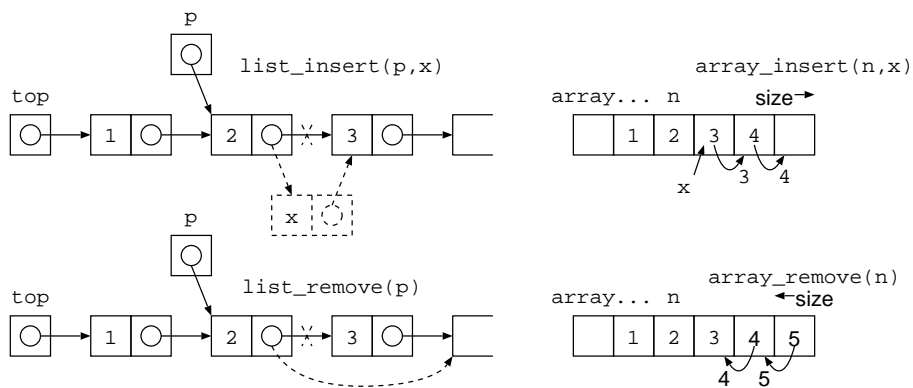 p
list_insert(p,x)
array_insert(n,x)
top
array... n
size
1 2 3
1 2 3 4
x 3 4
x
p
list_remove(p)
array_remove(n)
top
array... n
size
1 2 3
1 2 3 4 5
4 5